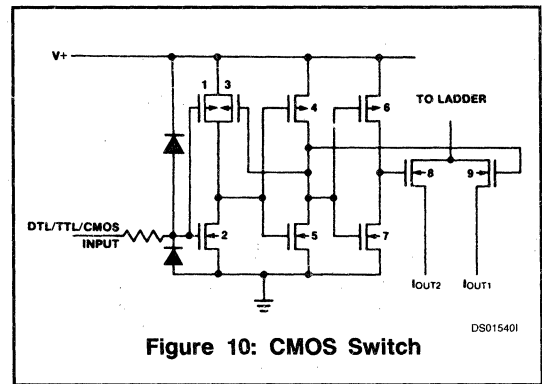 V+
1 3
4
6
TO LADDER
8
9
DTL/TTL/CMOS
INPUT
2
5
7
IOUT2
IOUT1
DS01540I
Figure 10: CMOS Switch